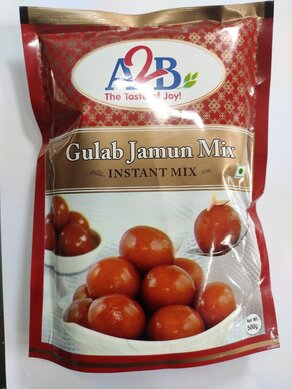 A2B
The Taste of Joy!
Gulab Jamun Mix
INSTANT MIX
Net Wt.
500g